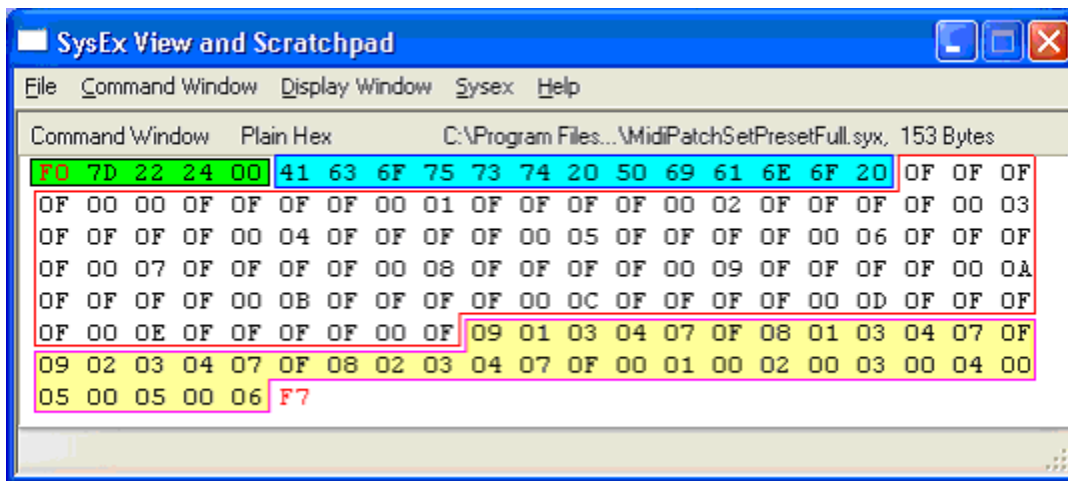 SysEx View and Scratchpad
File Command Window Display Window Sysex Help
Command Window Plain Hex C:\Program Files...\MidiPatchSetPresetFull.syx, 153 Bytes
F0 7D 22 24 00 41 63 6F 75 73 74 20 50 69 61 6E 6F 20 0F 0F 0F
0F 00 00 0F 0F 0F 0F 00 01 0F 0F 0F 0F 00 02 0F 0F 0F 0F 00 03
0F 0F 0F 0F 00 04 0F 0F 0F 0F 00 05 0F 0F 0F 0F 00 06 0F 0F 0F
0F 00 07 0F 0F 0F 0F 00 08 0F 0F 0F 0F 00 09 0F 0F 0F 0F 00 0A
0F 0F 0F 0F 00 0B 0F 0F 0F 0F 00 0C 0F 0F 0F 0F 00 0D 0F 0F 0F
0F 00 0E 0F 0F 0F 0F 00 0F 09 01 03 04 07 0F 08 01 03 04 07 0F
09 02 03 04 07 0F 08 02 03 04 07 0F 00 01 00 02 00 03 00 04 00
05 00 05 00 06 F7